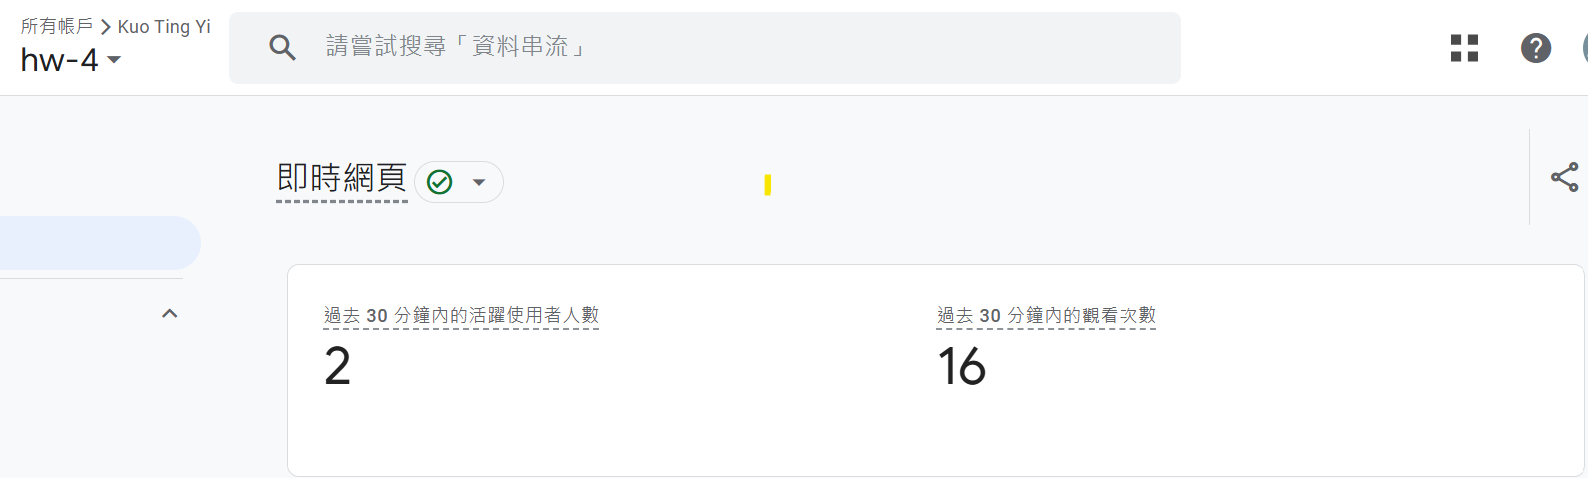 所有帳戶 > Kuo Ting Yi
hw-4
請嘗試搜尋「資料串流」
即時網頁
過去 30 分鐘內的活躍使用者人數
2
過去 30 分鐘內的觀看次數
16